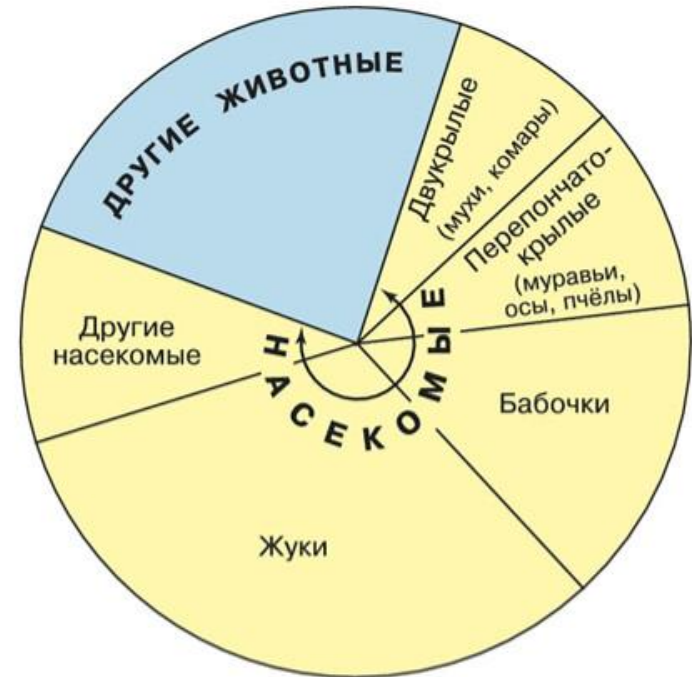 ДРУГИЕ ЖИВОТНЫЕ
Двукрылые
(мухи, комары)
Перепончато-
крылые
(муравьи,
осы, пчёлы)
Бабочки
Жуки
Другие
насекомые
НАСЕКОМЫЕ